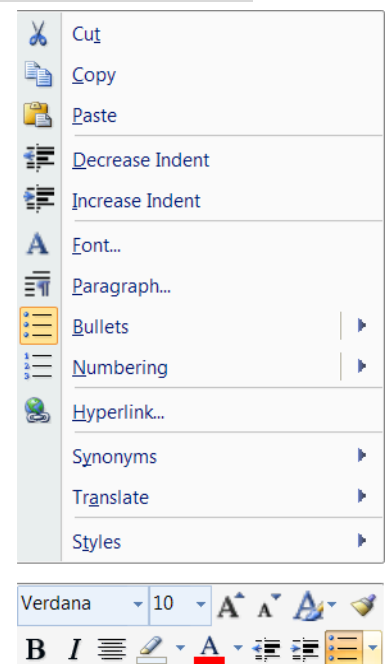 Cut
Copy
Paste
Decrease Indent
Increase Indent
Font...
Paragraph...
Bullets
Numbering
Hyperlink...
Synonyms
Translate
Styles
Verdana 10 A A A
B I A